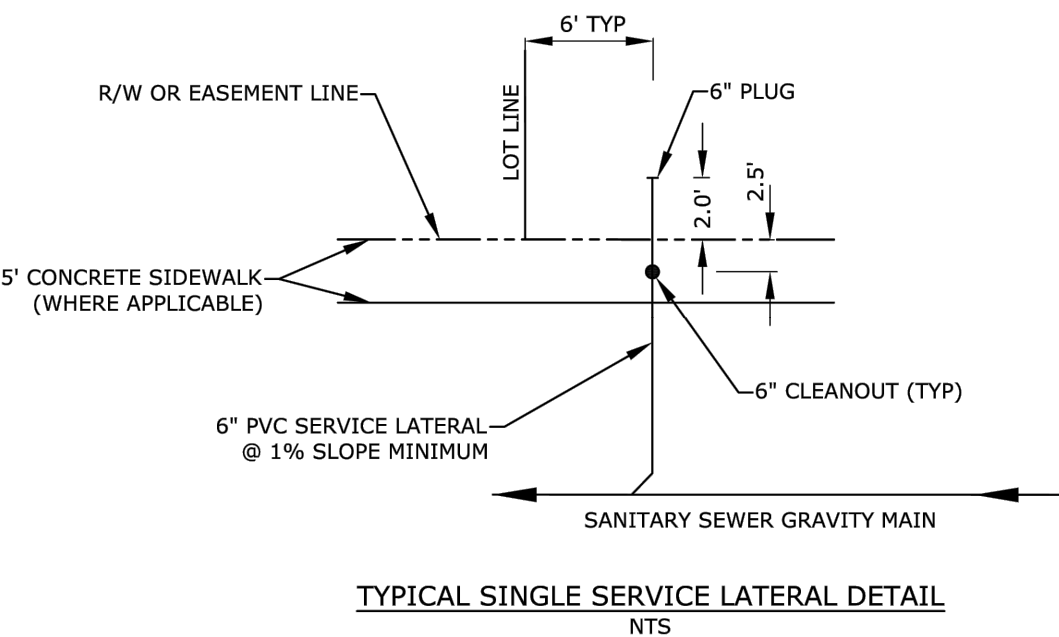 6' TYP
R/W OR EASEMENT LINE
6" PLUG
LOT LINE
2.0'
2.5'
5' CONCRETE SIDEWALK
(WHERE APPLICABLE)
6" CLEANOUT (TYP)
6" PVC SERVICE LATERAL
@ 1% SLOPE MINIMUM
SANITARY SEWER GRAVITY MAIN
TYPICAL SINGLE SERVICE LATERAL DETAIL
NTS